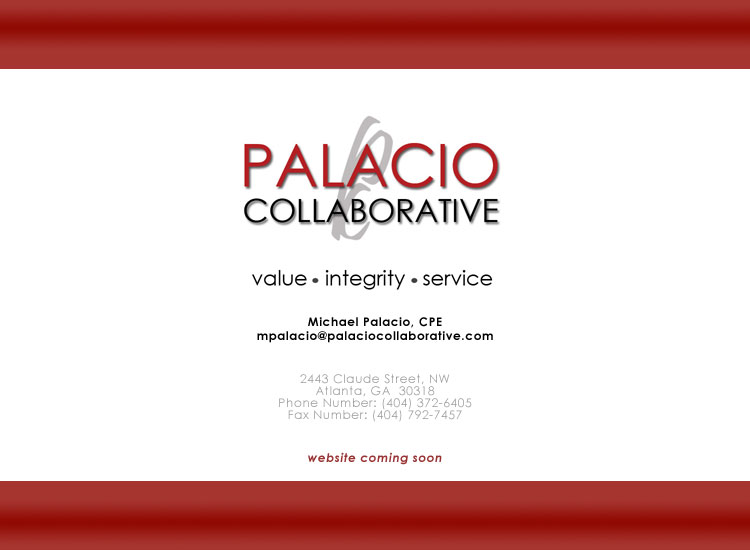 PALACIO
COLLABORATIVE
value • integrity • service
Michael Palacio, CPE
mpalacio@palaciocollaborative.com
2443 Claude Street, NW
Atlanta, GA  30318
Phone Number: (404) 372-6405
Fax Number: (404) 792-7457
website coming soon